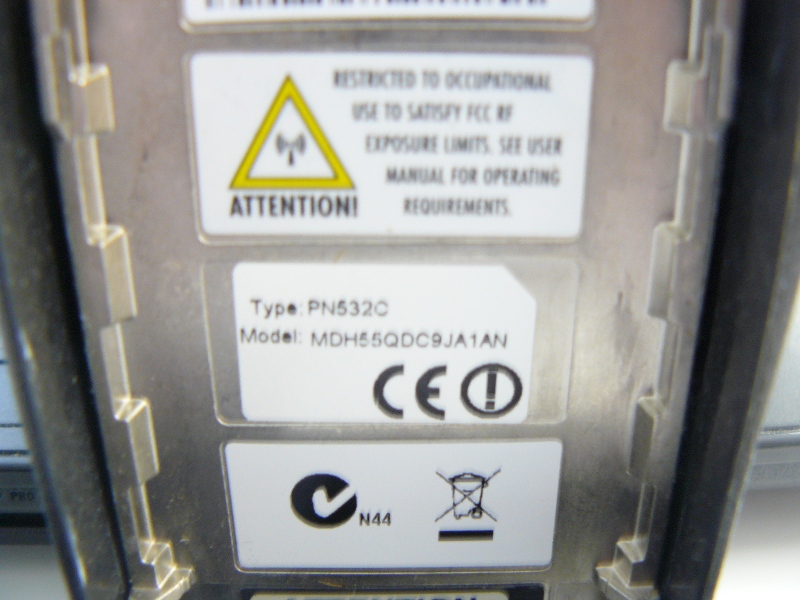 RESTRICTED TO OCCUPATIONAL
USE TO SATISFY FCC RF
EXPOSURE LIMITS. SEE USER
MANUAL FOR OPERATING
REQUIREMENTS.
ATTENTION!
Type: PN532C
Model: MDH55QDC9JA1AN
CE
N44
PRO